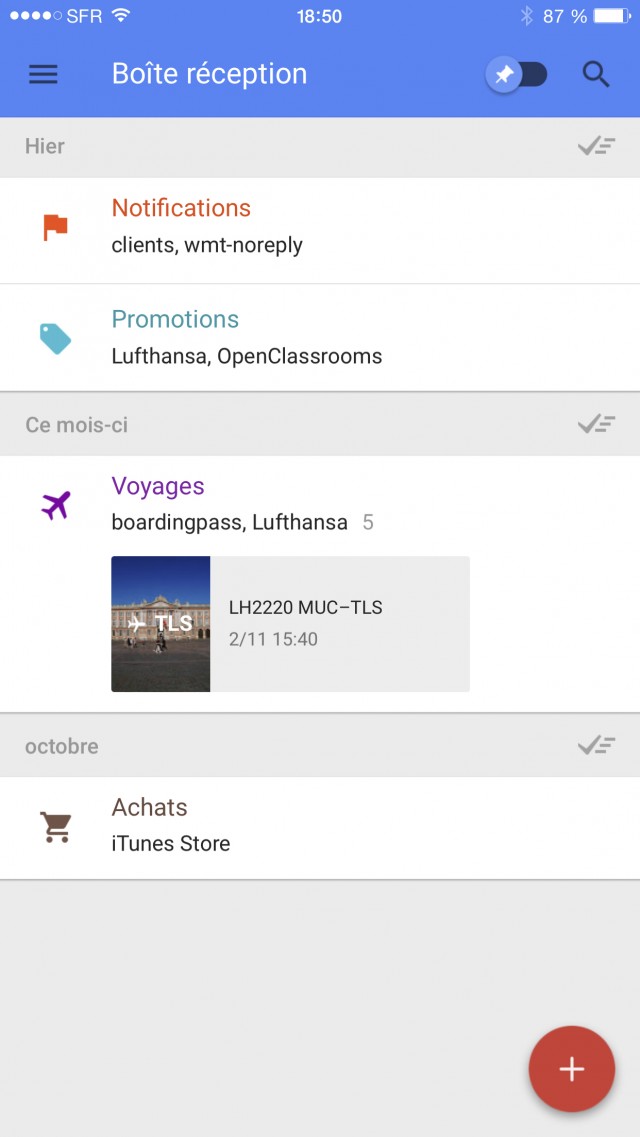 SFR 18:50 87 %
Boîte réception
Hier
Notifications
clients, wmt-noreply
Promotions
Lufthansa, OpenClassrooms
Ce mois-ci
Voyages
boardingpass, Lufthansa 5
TLS
LH2220 MUC–TLS
2/11 15:40
octobre
Achats
iTunes Store